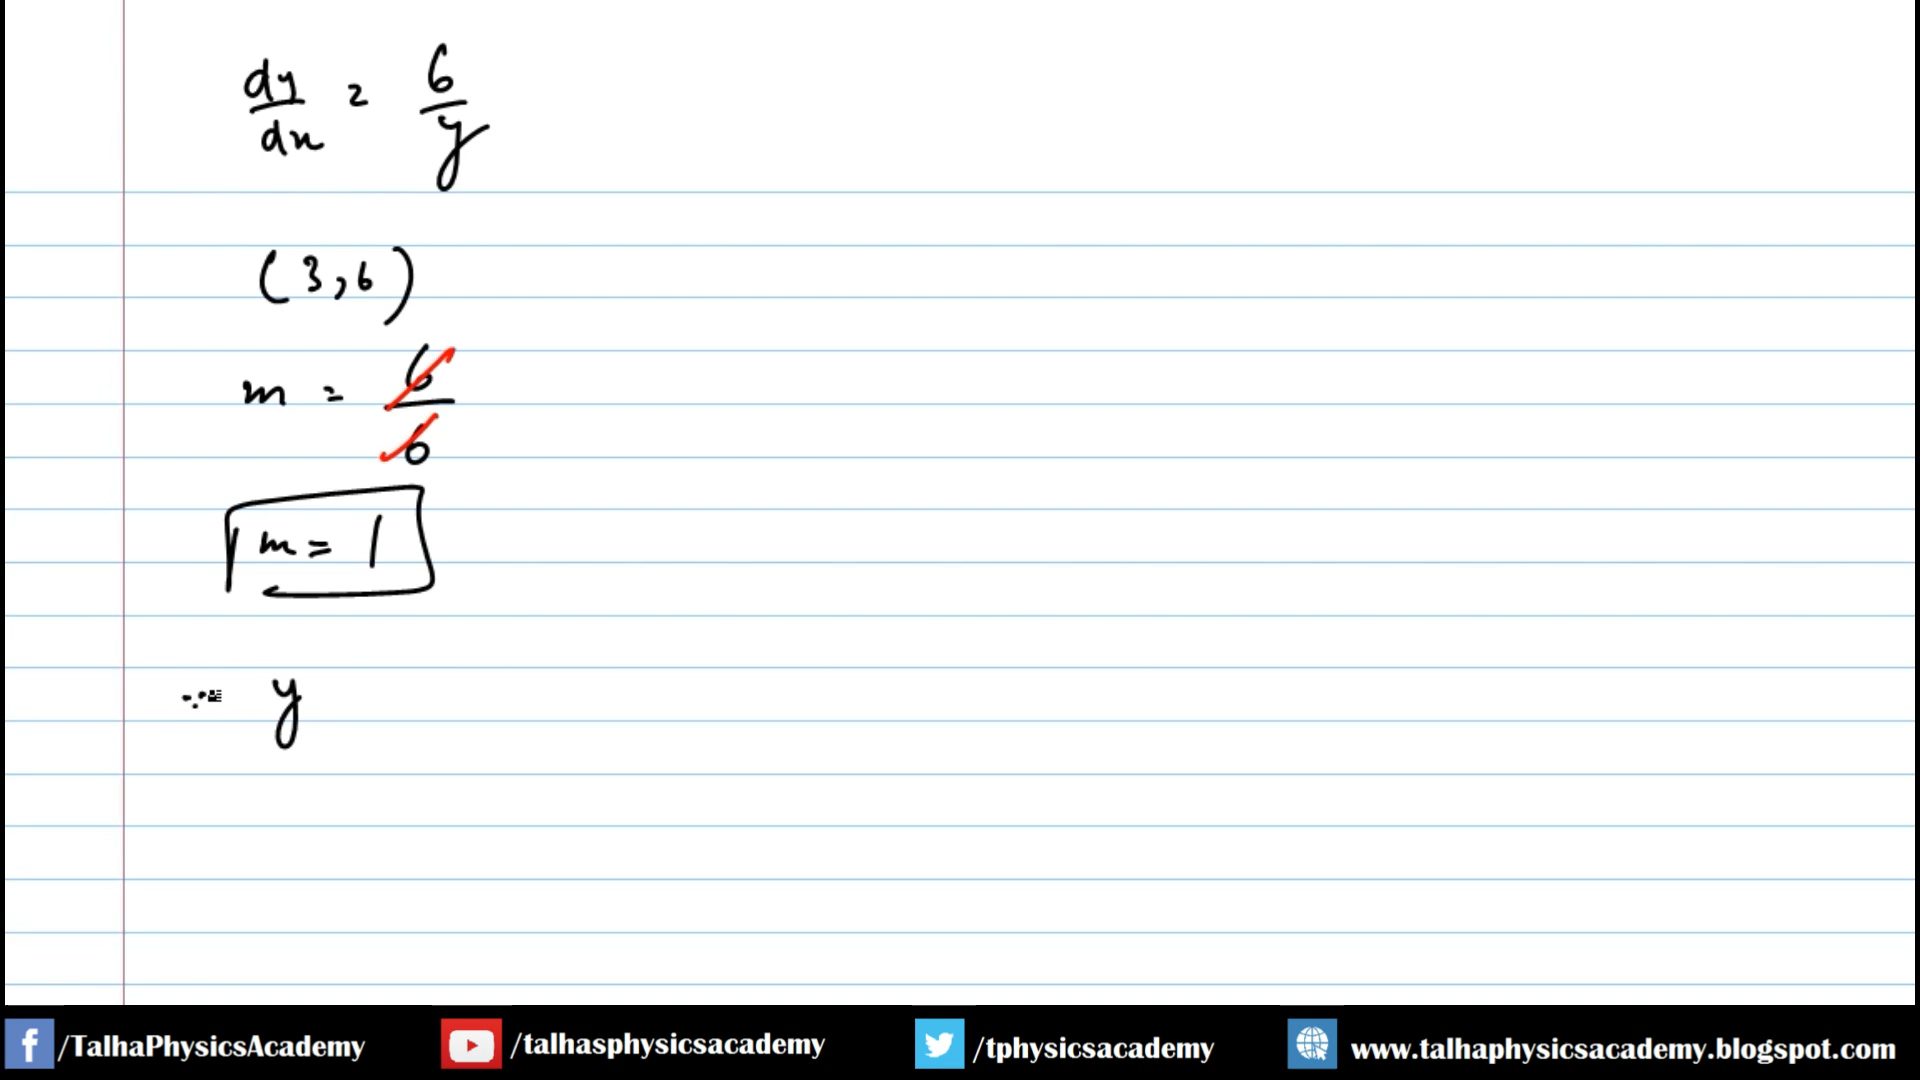 dy/dx = 6/y
(3,6)
m = 6/6
m = 1
∵ y
/TalhaPhysicsAcademy
/talhasphysicsacademy
/tphysicsacademy
www.talhaphysicsacademy.blogspot.com